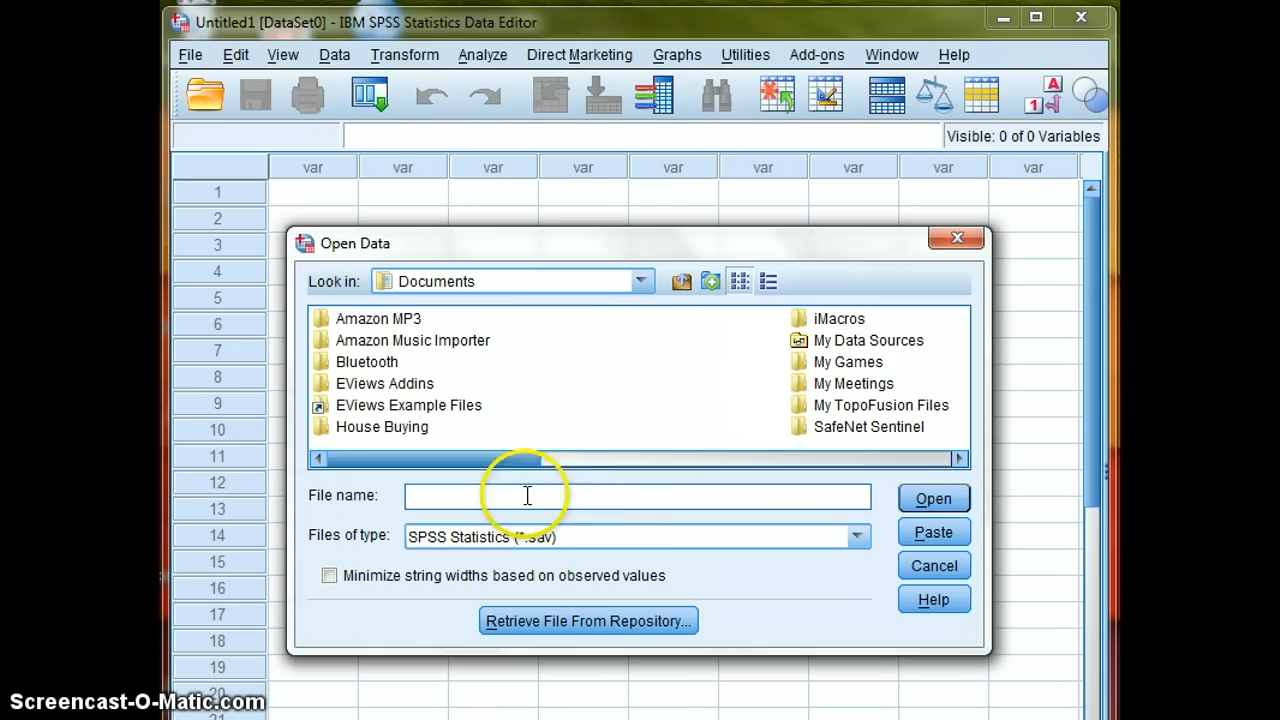 Untitled1 [DataSet0] - IBM SPSS Statistics Data Editor
File Edit View Data Transform Analyze Direct Marketing Graphs Utilities Add-ons Window Help
1 A
Visible: 0 of 0 Variables
var var var var var var var var var
1
2
3
4
5
6
7
8
9
10
11
12
13
14
15
16
17
18
19
20
21
Open Data
Look in: Documents
Amazon MP3
Amazon Music Importer
Bluetooth
EViews Addins
EViews Example Files
House Buying
iMacros
My Data Sources
My Games
My Meetings
My TopoFusion Files
SafeNet Sentinel
File name:
Open
Files of type: SPSS Statistics (*.sav)
Paste
Minimize string widths based on observed values
Cancel
Help
Retrieve File From Repository...
Screencast-O-Matic.com